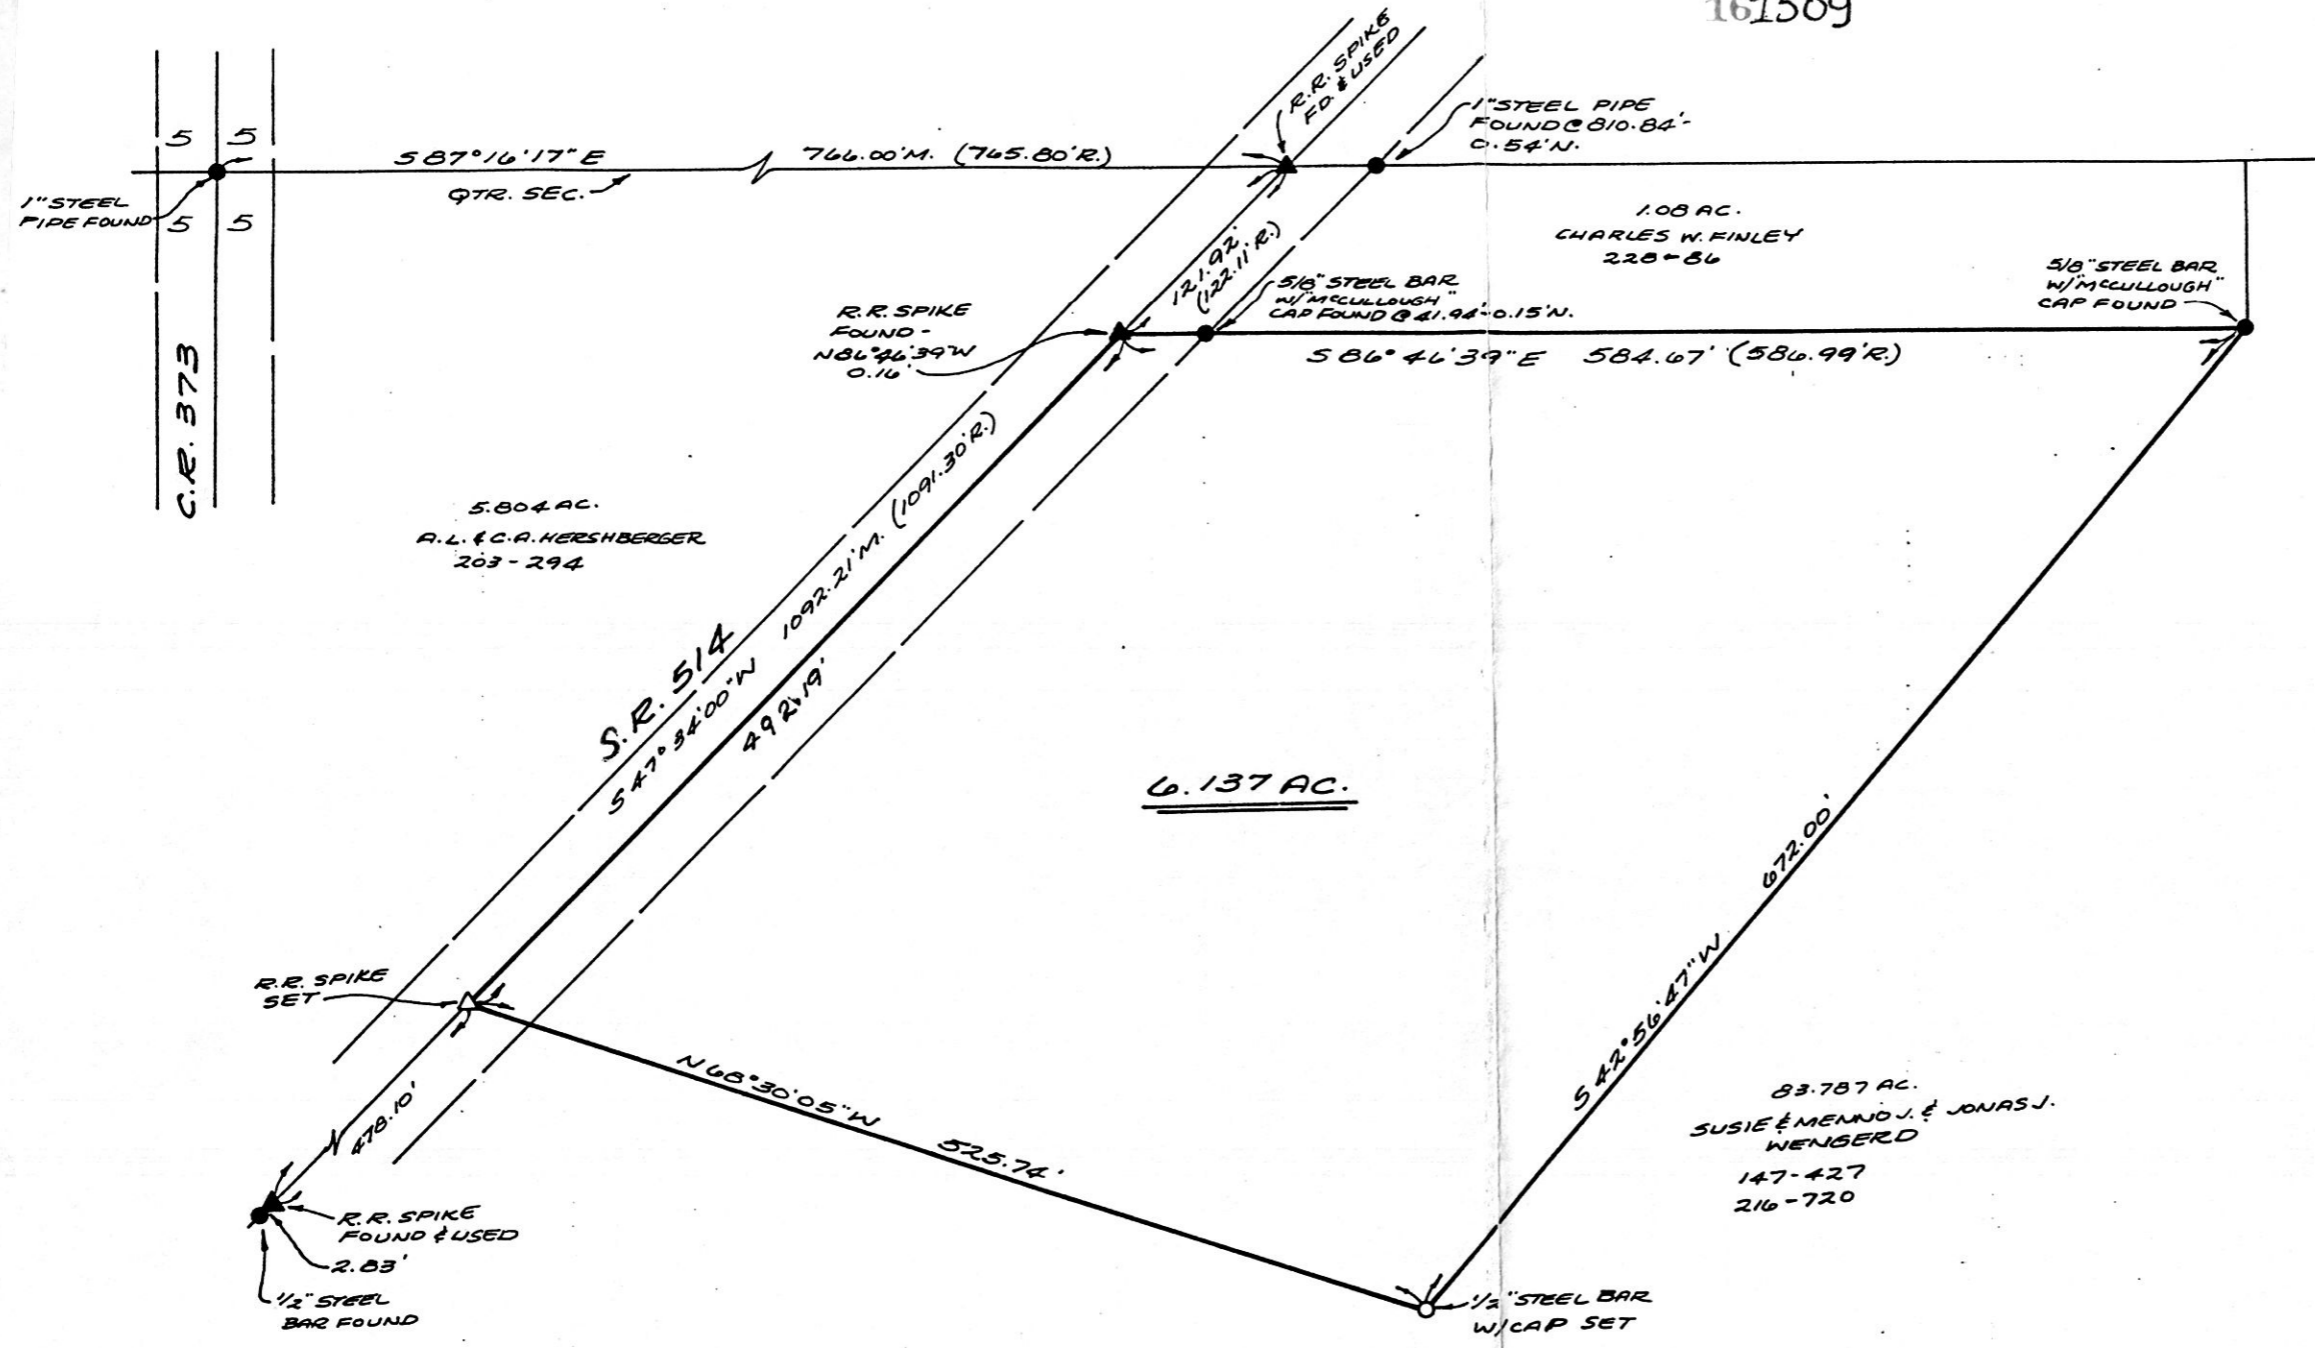 161509
R.R. SPIKE
FD. & USED
1" STEEL PIPE
FOUND @ 810.84'-
0.54' N.
5 5
S 87° 16' 17" E 766.00' M. (765.80' R.)
QTR. SEC.
1" STEEL
PIPE FOUND
5 5
1.08 AC.
CHARLES W. FINLEY
228-86
121.92'
(122.11' R.)
5/8" STEEL BAR
W/ "McCULLOUGH"
CAP FOUND @ 41.94'-0.15' N.
5/8" STEEL BAR
W/ "McCULLOUGH"
CAP FOUND
R.R. SPIKE
FOUND -
N 86° 46' 39" W
0.16'
S 86° 46' 39" E 584.67' (586.99' R.)
C.R. 373
5.804 AC.
A.L. & C.A. HERSHBERGER
203-294
S.R. 514
S 47° 34' 00" W 1092.21' M. (1091.30' R.)
492.19'
6.137 AC.
672.00'
S 42° 56' 47" W
R.R. SPIKE
SET
N 68° 30' 05" W 525.74'
478.10'
83.787 AC.
SUSIE & MENNO J. & JONAS J.
WENGERD
147-427
216-720
R.R. SPIKE
FOUND & USED
2.83'
1/2" STEEL
BAR FOUND
1/2" STEEL BAR
W/ CAP SET